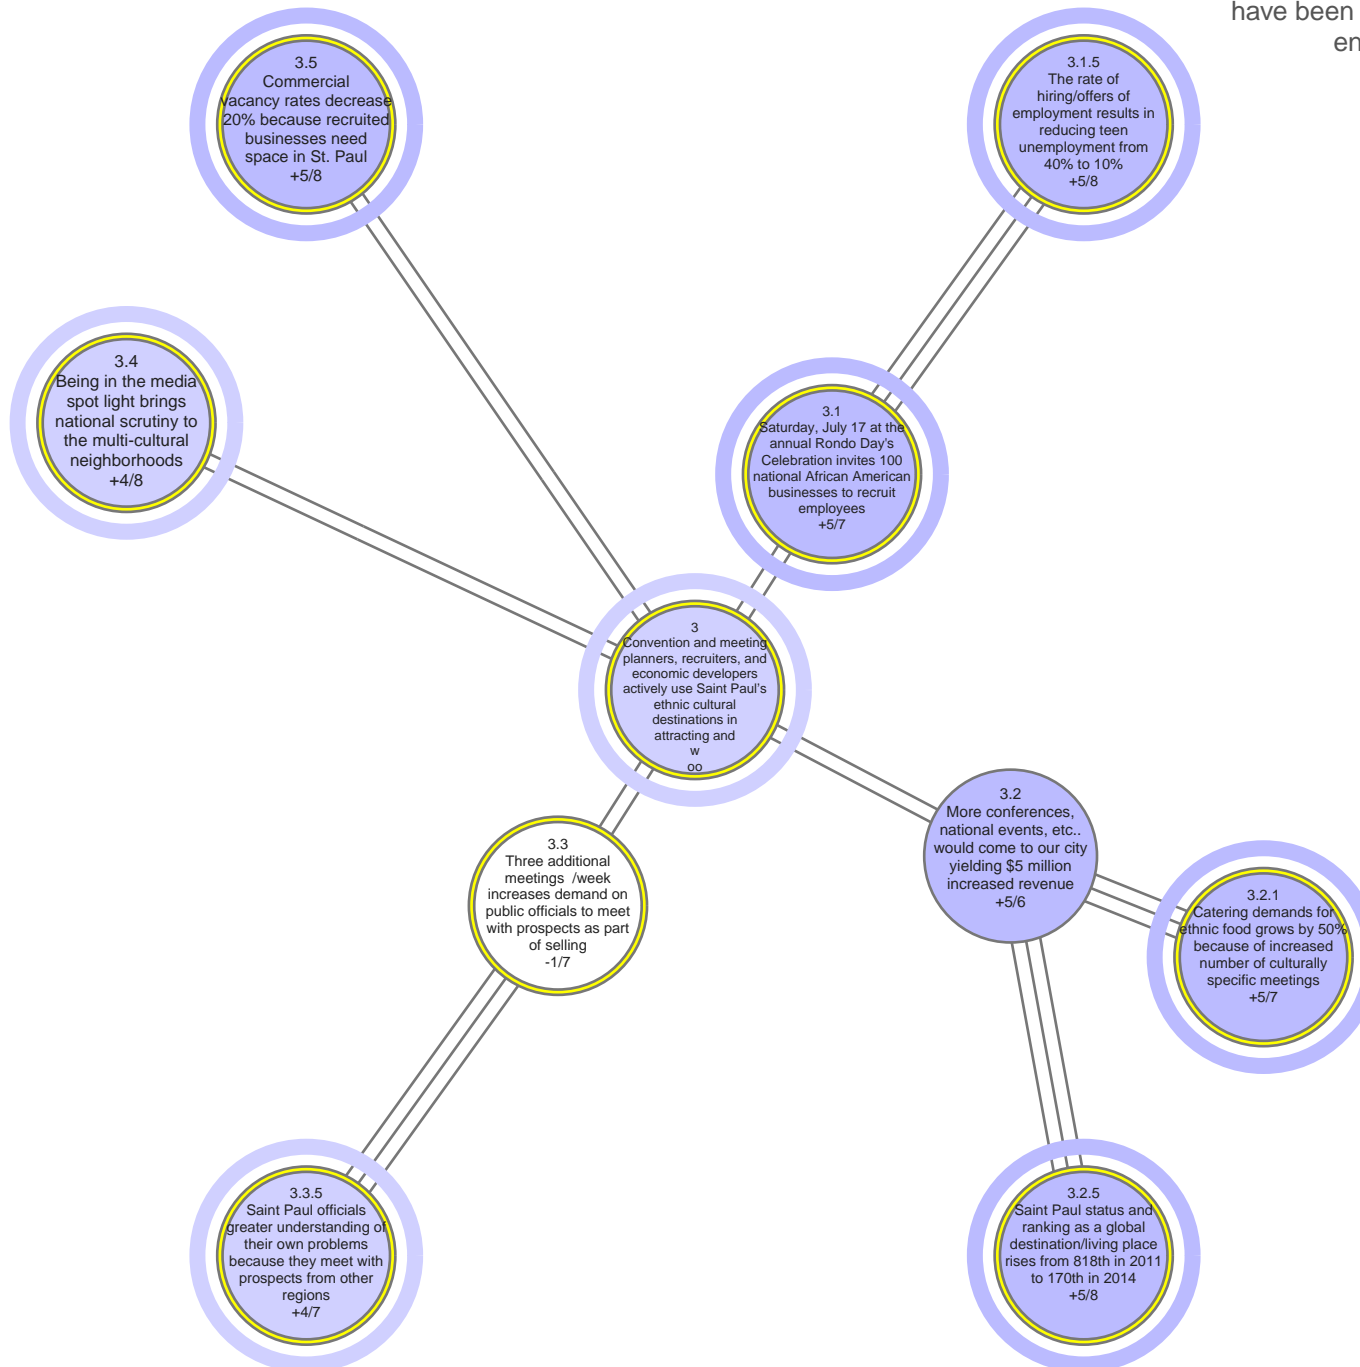 have been
en
3.5
Commercial
vacancy rates decrease
20% because recruited
businesses need
space in St. Paul
+5/8
3.1.5
The rate of
hiring/offers of
employment results in
reducing teen
unemployment from
40% to 10%
+5/8
3.4
Being in the media
spot light brings
national scrutiny to
the multi-cultural
neighborhoods
+4/8
3.1
Saturday, July 17 at the
annual Rondo Day's
Celebration invites 100
national African American
businesses to recruit
employees
+5/7
3
Convention and meeting
planners, recruiters, and
economic developers
actively use Saint Paul's
ethnic cultural
destinations in
attracting and
w
oo
3.2
More conferences,
national events, etc..
would come to our city
yielding $5 million
increased revenue
+5/6
3.3
Three additional
meetings /week
increases demand on
public officials to meet
with prospects as part
of selling
-1/7
3.2.1
Catering demands for
ethnic food grows by 50%
because of increased
number of culturally
specific meetings
+5/7
3.3.5
Saint Paul officials
greater understanding of
their own problems
because they meet with
prospects from other
regions
+4/7
3.2.5
Saint Paul status and
ranking as a global
destination/living place
rises from 818th in 2011
to 170th in 2014
+5/8